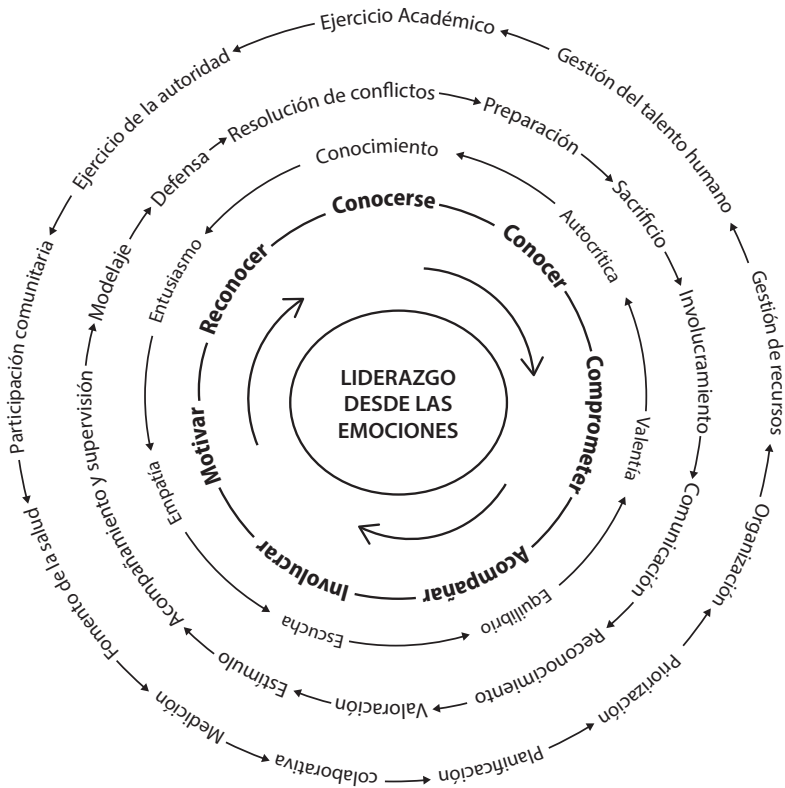 Ejercicio Académico
Gestión del talento humano
Gestión de recursos
Organización
Priorización
Planificación
colaborativa
Medición
Fomento de la salud
Participación comunitaria
Ejercicio de la autoridad
Resolución de conflictos
Preparación
Sacrificio
Involucramiento
Comunicación
Reconocimiento
Valoración
Estímulo
Acompañamiento y supervisión
Modelaje
Defensa
Conocimiento
Autocrítica
Valentía
Equilibrio
Escucha
Empatía
Entusiasmo
Conocerse
Conocer
Comprometer
Acompañar
Involucrar
Motivar
Reconocer
LIDERAZGO
DESDE LAS
EMOCIONES